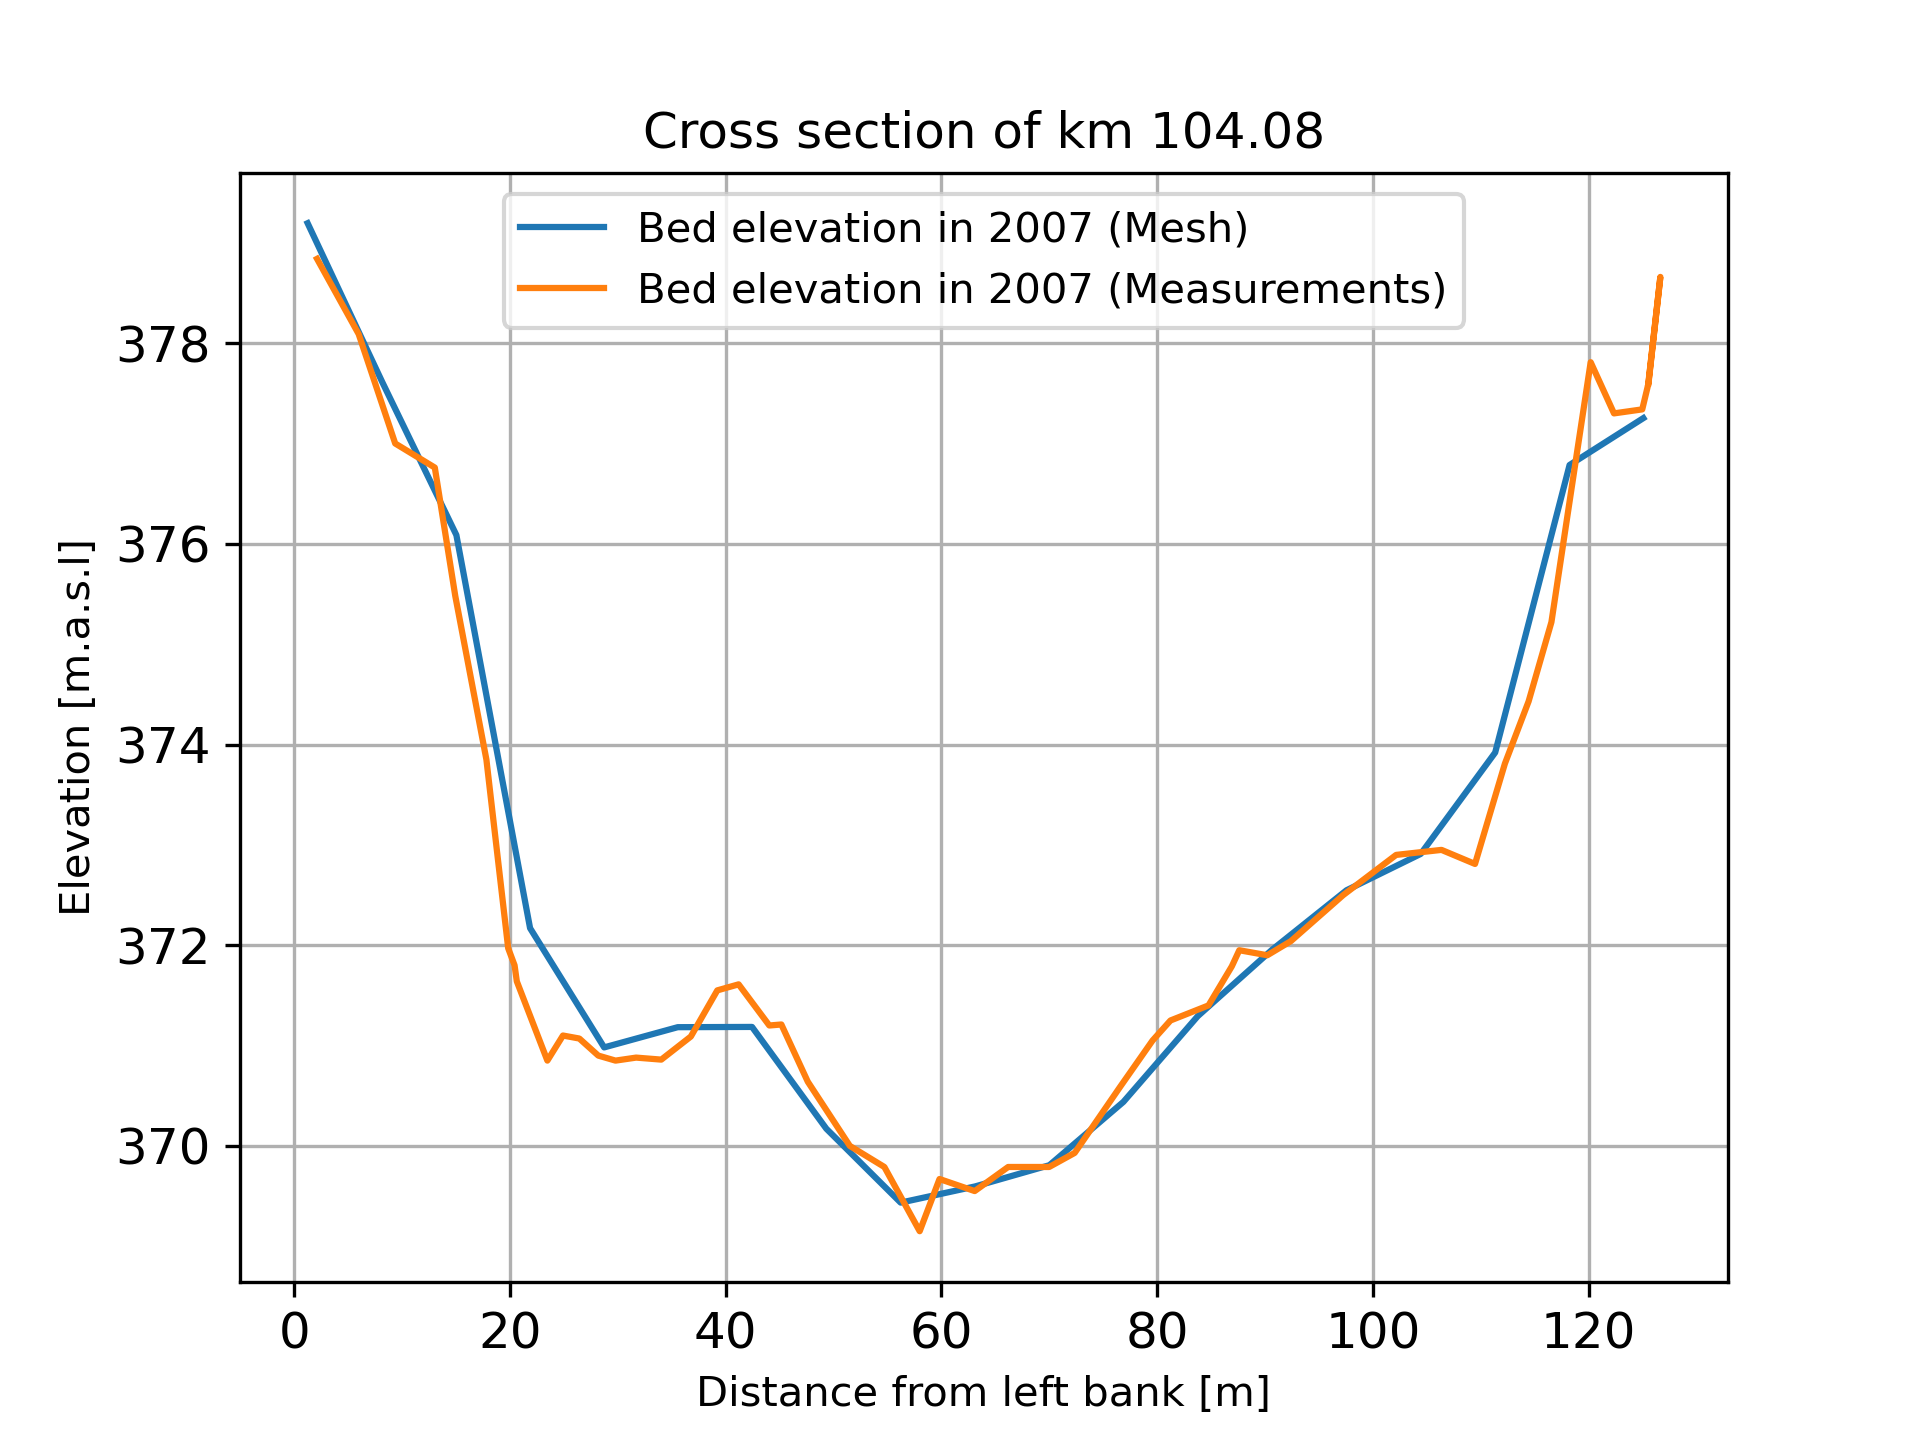 Cross section of km 104.08
Bed elevation in 2007 (Mesh)
Bed elevation in 2007 (Measurements)
Elevation [m.a.s.l]
378
376
374
372
370
0 20 40 60 80 100 120
Distance from left bank [m]